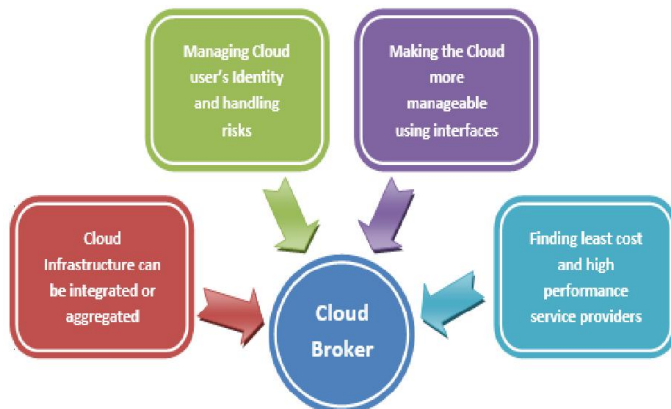 Managing Cloud
user's Identity
and handling
risks
Making the Cloud
more
manageable
using interfaces
Cloud
Infrastructure can
be integrated or
aggregated
Finding least cost
and high
performance
service providers
Cloud
Broker